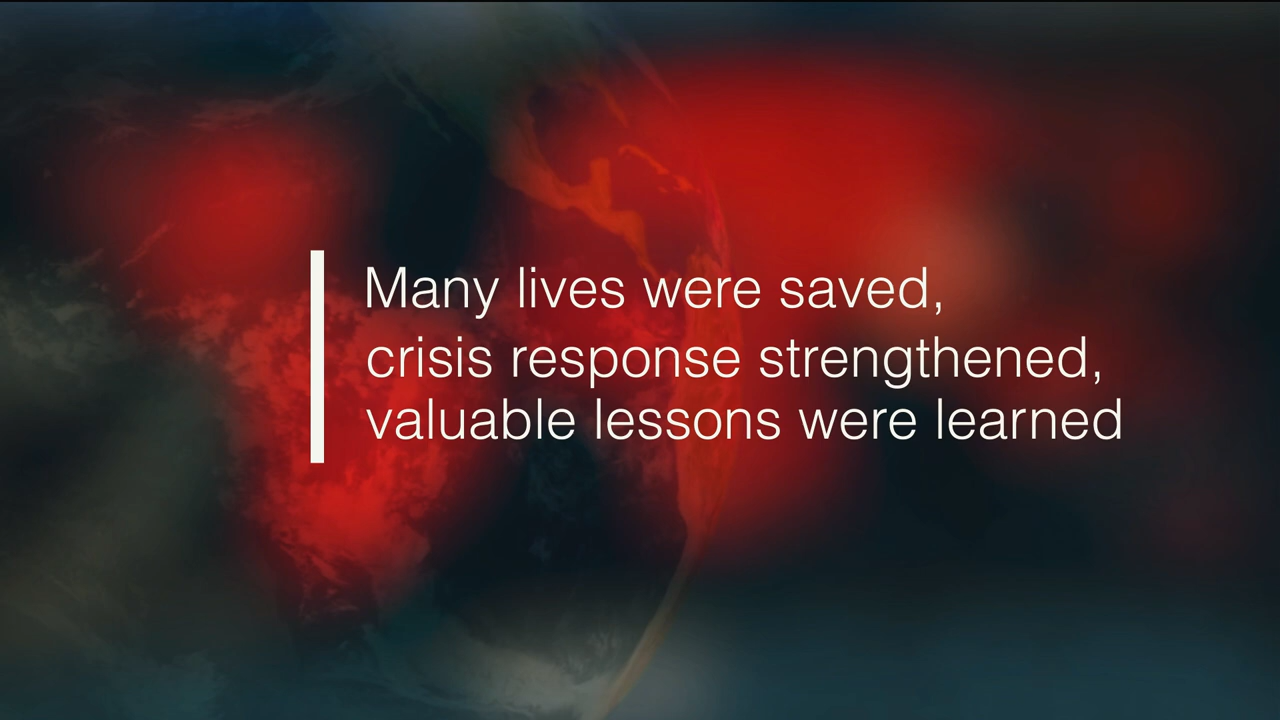 Many lives were saved,
crisis response strengthened,
valuable lessons were learned